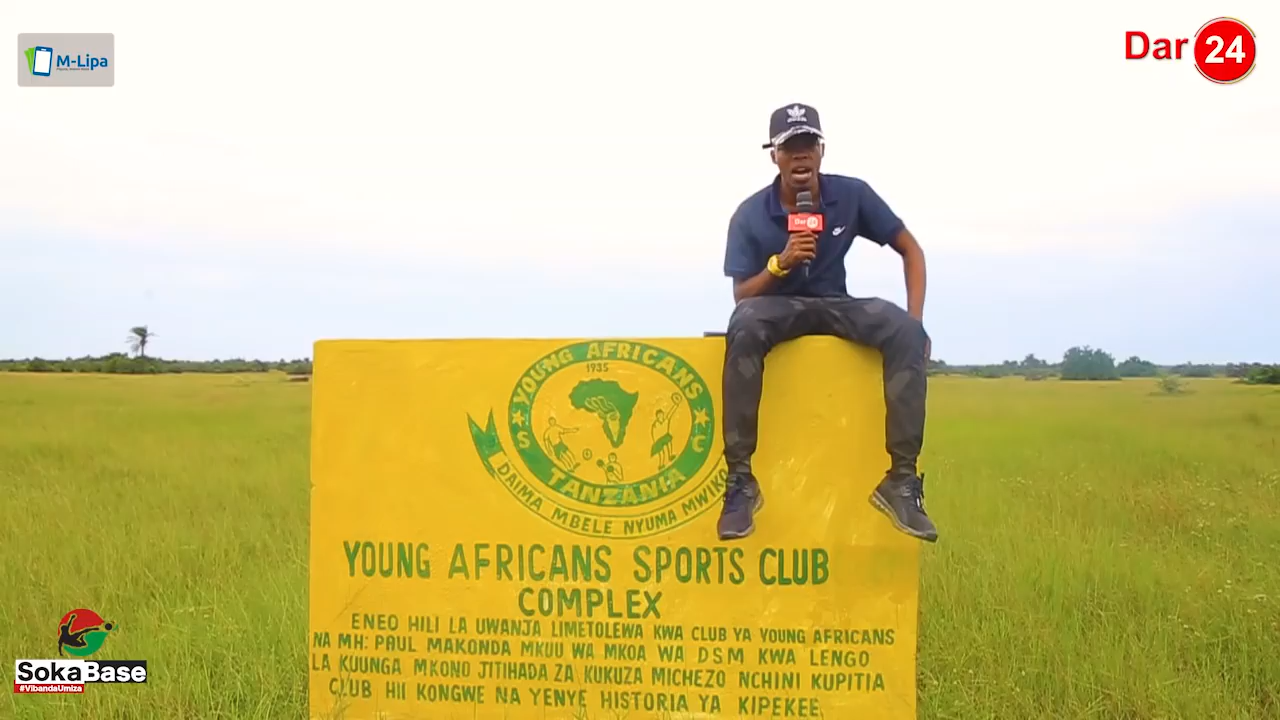 M-Lipa
Dar 24
Dar 24
YOUNG AFRICANS
1935
S C
TANZANIA
DAIMA MBELE NYUMA MWIKO
YOUNG AFRICANS SPORTS CLUB
COMPLEX
ENEO HILI LA UWANJA LIMETOLEWA KWA CLUB YA YOUNG AFRICANS
NA MH: PAUL MAKONDA MKUU WA MKOA WA DSM KWA LENGO
LA KUUNGA MKONO JITIHADA ZA KUKUZA MICHEZO NCHINI KUPITIA
CLUB HII KONGWE NA YENYE HISTORIA YA KIPEKEE
SokaBase
#VibandaUmiza